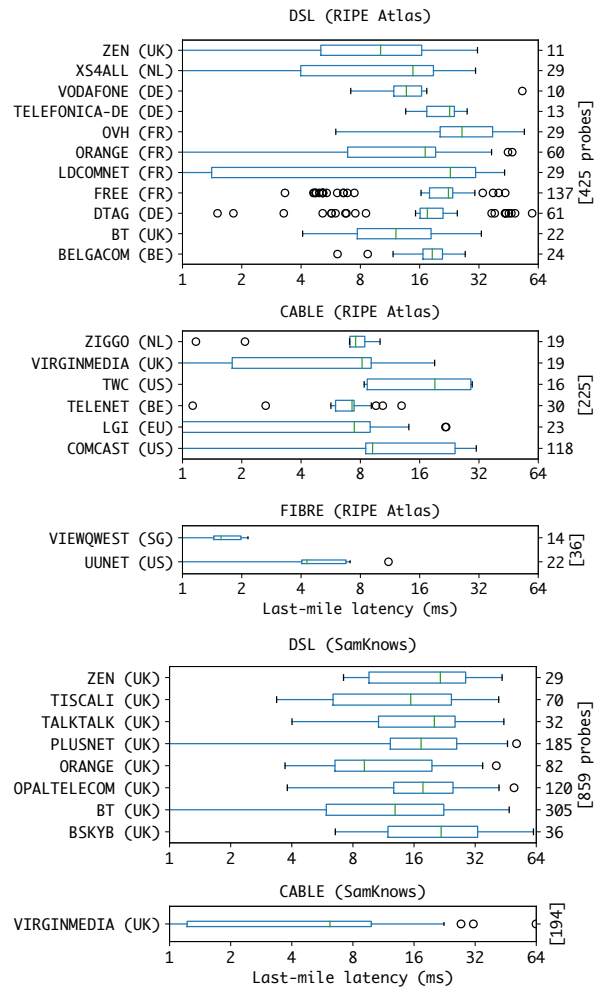 DSL (RIPE Atlas)
ZEN (UK) 11
XS4ALL (NL) 29
VODAFONE (DE) 10
TELEFONICA-DE (DE) 13
OVH (FR) 29
ORANGE (FR) 60
LDCOMNET (FR) 29
FREE (FR) 137
DTAG (DE) 61
BT (UK) 22
BELGACOM (BE) 24
[425 probes]
1 4 8 16 32 64
CABLE (RIPE Atlas)
ZIGGO (NL) 19
VIRGINMEDIA (UK) 19
TWC (US) 16
TELENET (BE) 30
LGI (EU) 23
COMCAST (US) 118
[225]
1 4 8 16 32 64
FIBRE (RIPE Atlas)
VIEWQWEST (SG) 14
UUNET (US) 22
[36]
1 4 8 16 32 64
Last-mile latency (ms)
DSL (SamKnows)
ZEN (UK) 29
TISCALI (UK) 70
TALKTALK (UK) 32
PLUSNET (UK) 185
ORANGE (UK) 82
OPALTELECOM (UK) 120
BT (UK) 305
BSKYB (UK) 36
[859 probes]
1 2 4 8 16 32 64
CABLE (SamKnows)
VIRGINMEDIA (UK)
[194]
1 2 4 8 16 32 64
Last-mile latency (ms)